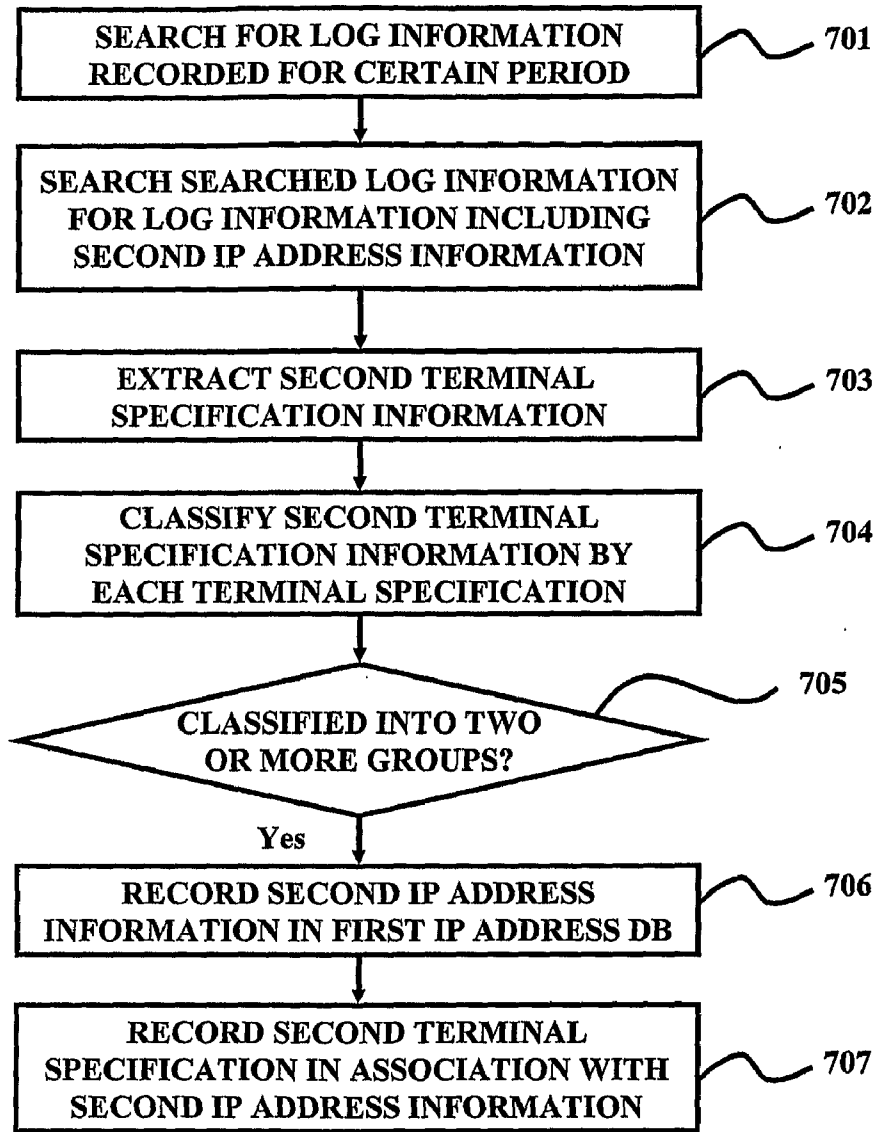 SEARCH FOR LOG INFORMATION
RECORDED FOR CERTAIN PERIOD
701
SEARCH SEARCHED LOG INFORMATION
FOR LOG INFORMATION INCLUDING
SECOND IP ADDRESS INFORMATION
702
EXTRACT SECOND TERMINAL
SPECIFICATION INFORMATION
703
CLASSIFY SECOND TERMINAL
SPECIFICATION INFORMATION BY
EACH TERMINAL SPECIFICATION
704
CLASSIFIED INTO TWO
OR MORE GROUPS?
705
Yes
RECORD SECOND IP ADDRESS
INFORMATION IN FIRST IP ADDRESS DB
706
RECORD SECOND TERMINAL
SPECIFICATION IN ASSOCIATION WITH
SECOND IP ADDRESS INFORMATION
707